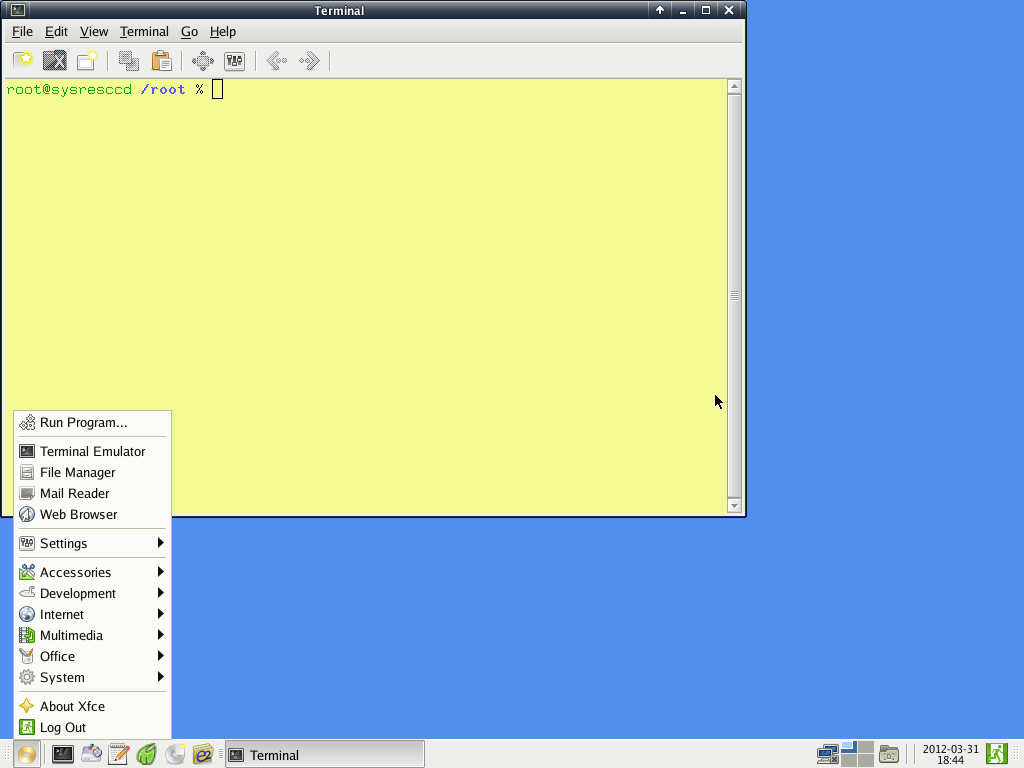 Terminal
File Edit View Terminal Go Help
root@sysresccd /root %
Run Program...
Terminal Emulator
File Manager
Mail Reader
Web Browser
Settings
Accessories
Development
Internet
Multimedia
Office
System
About Xfce
Log Out
Terminal
2012-03-31
18:44